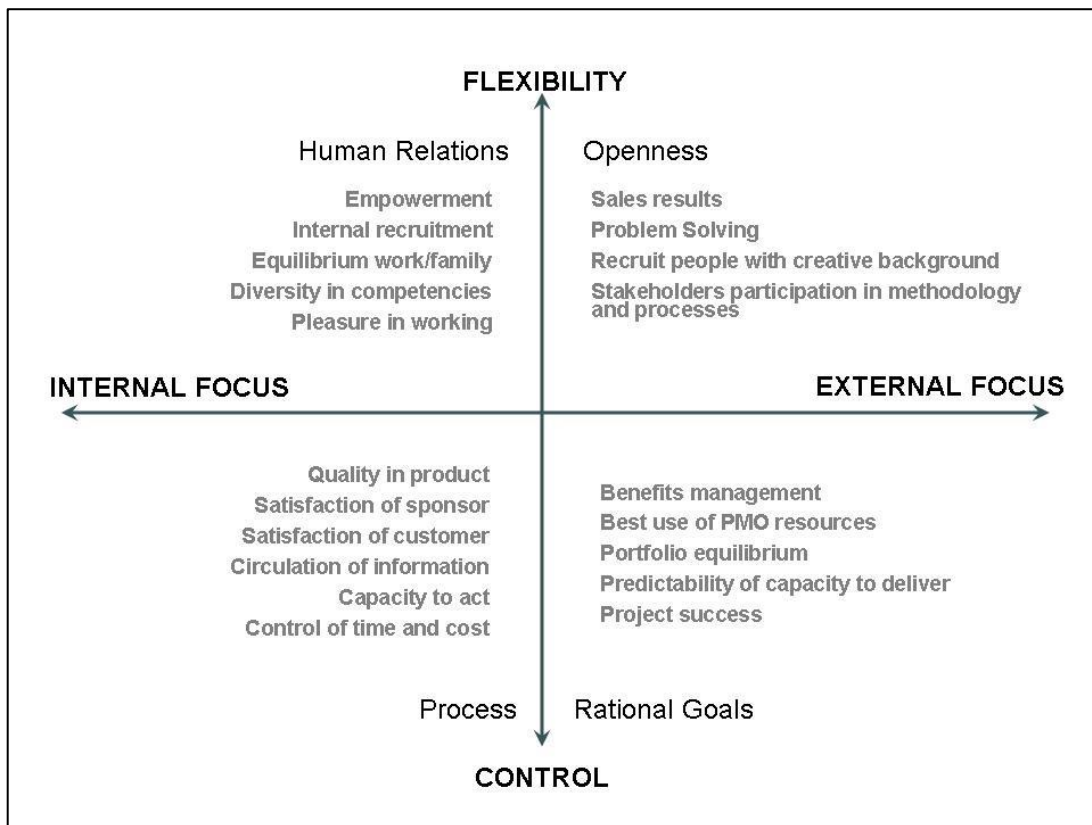 FLEXIBILITY
Human Relations
Empowerment
Internal recruitment
Equilibrium work/family
Diversity in competencies
Pleasure in working
Openness
Sales results
Problem Solving
Recruit people with creative background
Stakeholders participation in methodology
and processes
INTERNAL FOCUS
EXTERNAL FOCUS
Quality in product
Satisfaction of sponsor
Satisfaction of customer
Circulation of information
Capacity to act
Control of time and cost
Process
Benefits management
Best use of PMO resources
Portfolio equilibrium
Predictability of capacity to deliver
Project success
Rational Goals
CONTROL